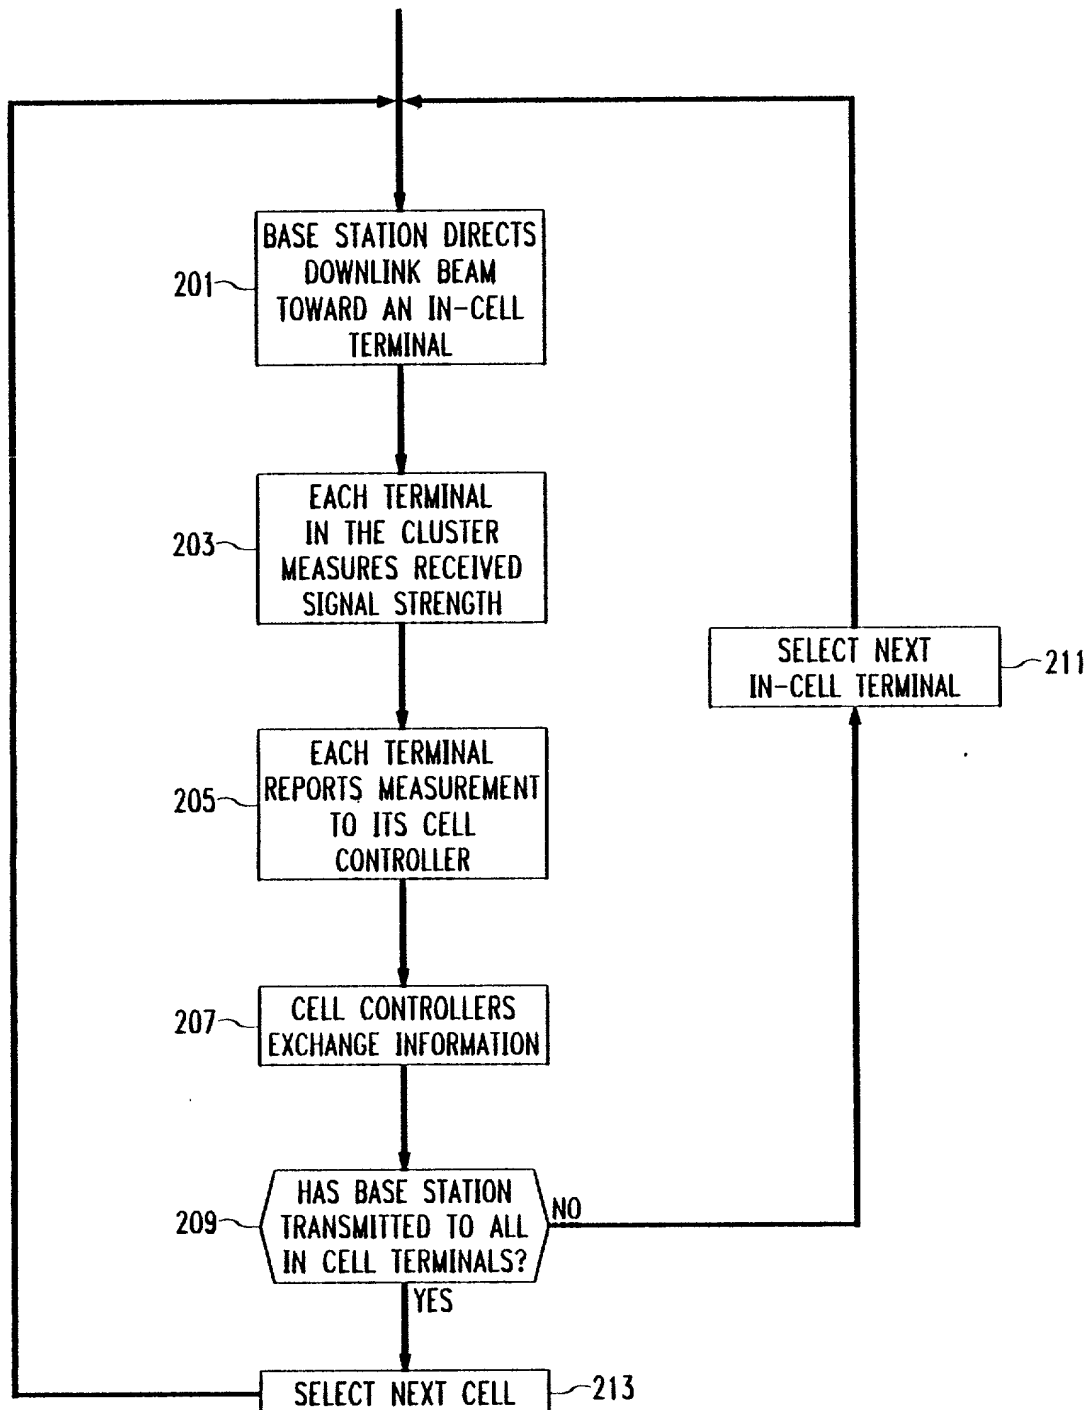 BASE STATION DIRECTS
DOWNLINK BEAM
TOWARD AN IN-CELL
TERMINAL
201
EACH TERMINAL
IN THE CLUSTER
MEASURES RECEIVED
SIGNAL STRENGTH
203
SELECT NEXT
IN-CELL TERMINAL
211
EACH TERMINAL
REPORTS MEASUREMENT
TO ITS CELL
CONTROLLER
205
CELL CONTROLLERS
EXCHANGE INFORMATION
207
HAS BASE STATION
TRANSMITTED TO ALL
IN CELL TERMINALS?
209
NO
YES
SELECT NEXT CELL
213